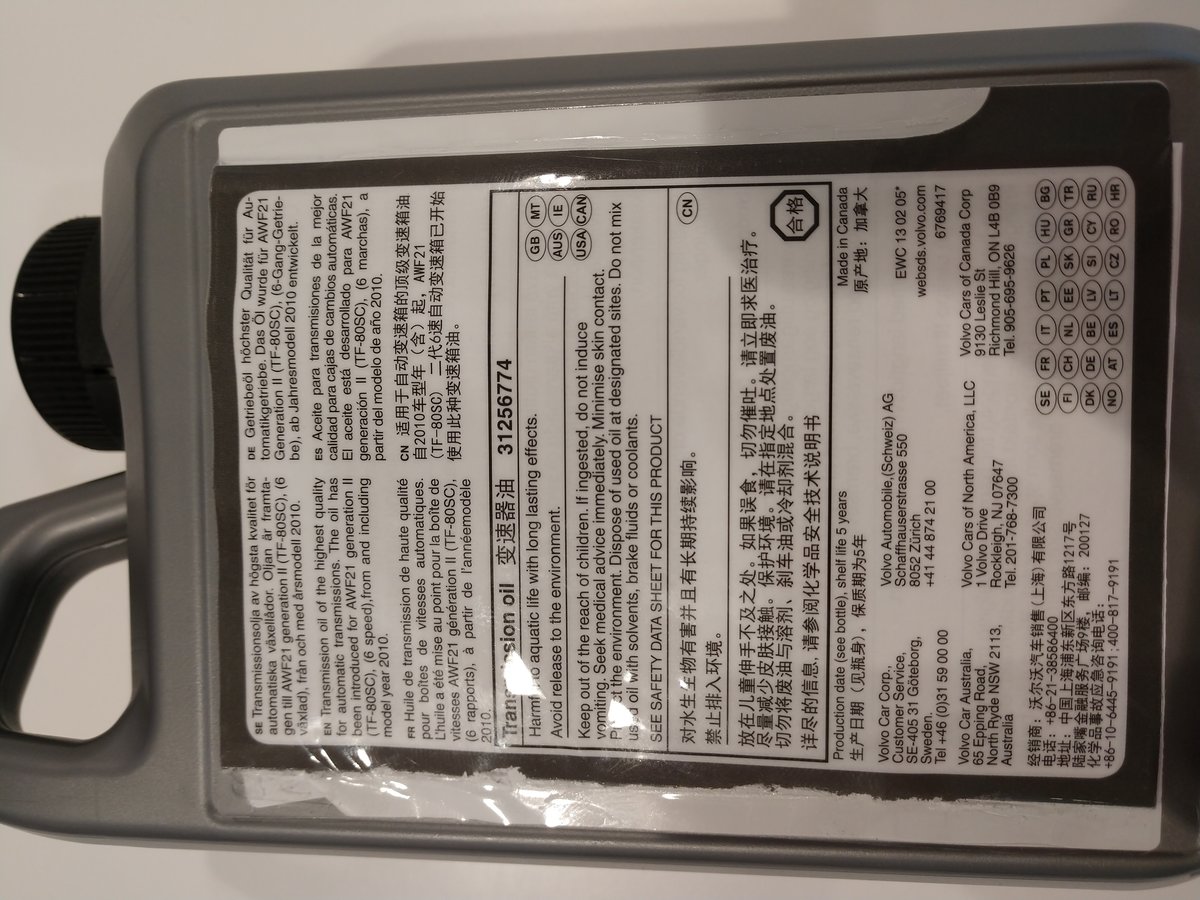 SE Transmissionsolja av högsta kvalitet för
automatiska växellådor. Oljan är framta-
gen till AWF21 generation II (TF-80SC), (6
växlad), från och med årsmodell 2010.
EN Transmission oil of the highest quality
for automatic transmissions. The oil has
been introduced for AWF21 generation II
(TF-80SC), (6 speed),from and including
model year 2010.
FR Huile de transmission de haute qualité
pour boîtes de vitesses automatiques.
L'huile a été mise au point pour la boîte de
vitesses AWF21 génération II (TF-80SC),
(6 rapports), à partir de l'annéemodèle
2010.
DE Getriebeöl höchster Qualität für Au-
tomatikgetriebe. Das Öl wurde für AWF21
Generation II (TF-80SC), (6-Gang-Getrie-
be), ab Jahresmodell 2010 entwickelt.
ES Aceite para transmisiones de la mejor
calidad para cajas de cambios automáticas.
El aceite está desarrollado para AWF21
generación II (TF-80SC), (6 marchas), a
partir del modelo de año 2010.
CN 适用于自动变速箱的顶级变速箱油
自2010车型年（含）起，AWF21
(TF-80SC) 二代6速自动变速箱已开始
使用此种变速箱油。
Transmission oil 变速器油 31256774
Harmful to aquatic life with long lasting effects.
Avoid release to the environment.
GB MT
AUS IE
USA CAN
Keep out of the reach of children. If ingested, do not induce
vomiting. Seek medical advice immediately. Minimise skin contact.
Protect the environment. Dispose of used oil at designated sites. Do not mix
used oil with solvents, brake fluids or coolants.
SEE SAFETY DATA SHEET FOR THIS PRODUCT
对水生生物有害并且有长期持续影响。
禁止排入环境。
CN
放在儿童伸手不及之处。如果误食，切勿催吐。请立即求医治疗。
尽量减少皮肤接触。保护环境。请在指定地点处置废油。
切勿将废油与溶剂、刹车油或冷却剂混合。
详尽的信息，请参阅化学品安全技术说明书
合格
Production date (see bottle), shelf life 5 years
生产日期（见瓶身），保质期为5年
Made in Canada
原产地：加拿大
EWC 13 02 05*
websds.volvo.com
6769417
Volvo Car Corp.,
Customer Service,
SE-405 31 Göteborg,
Sweden.
Tel +46 (0)31 59 00 00
Volvo Automobile,(Schweiz) AG
Schaffhauserstrasse 550
8052 Zürich
+41 44 874 21 00
Volvo Car Australia,
65 Epping Road,
North Ryde NSW 2113,
Australia
Volvo Cars of North America, LLC
1 Volvo Drive
Rockleigh, NJ 07647
Tel. 201-768-7300
Volvo Cars of Canada Corp
9130 Leslie St
Richmond Hill, ON L4B 0B9
Tel. 905-695-9626
经销商：沃尔沃汽车销售（上海）有限公司
电话：+86-21-38586400
地址：中国上海浦东新区东方路1217号
陆家嘴金融服务广场9楼，邮编：200127
化学品事故应急咨询电话：
+86-10-6445-9191；400-817-9191
SE FR IT PT PL HU BG
FI CH NL EE SK GR TR
DK DE BE LV SI CY RU
NO AT ES LT CZ RO HR